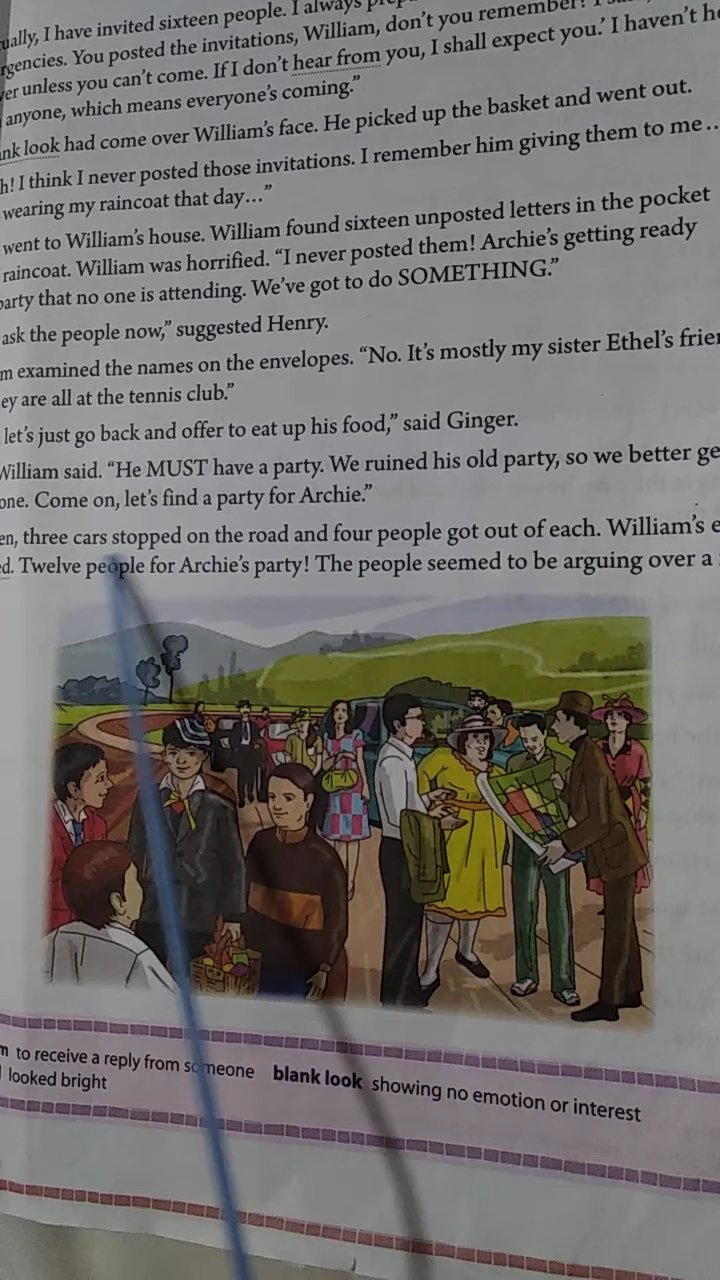 ually, I have invited sixteen people. I always
rgencies. You posted the invitations, William, don't you remember?
er unless you can't come. If I don't hear from you, I shall expect you.' I haven't
anyone, which means everyone's coming."
nk look had come over William's face. He picked up the basket and went out.
h! I think I never posted those invitations. I remember him giving them to me…
wearing my raincoat that day…"
went to William's house. William found sixteen unposted letters in the pocket
raincoat. William was horrified. "I never posted them! Archie's getting ready
party that no one is attending. We've got to do SOMETHING."
ask the people now," suggested Henry.
m examined the names on the envelopes. "No. It's mostly my sister Ethel's frie
ey are all at the tennis club."
let's just go back and offer to eat up his food," said Ginger.
William said. "He MUST have a party. We ruined his old party, so we better ge
one. Come on, let's find a party for Archie."
en, three cars stopped on the road and four people got out of each. William's e
d. Twelve people for Archie's party! The people seemed to be arguing over a
m to receive a reply from someone blank look showing no emotion or interest
looked bright